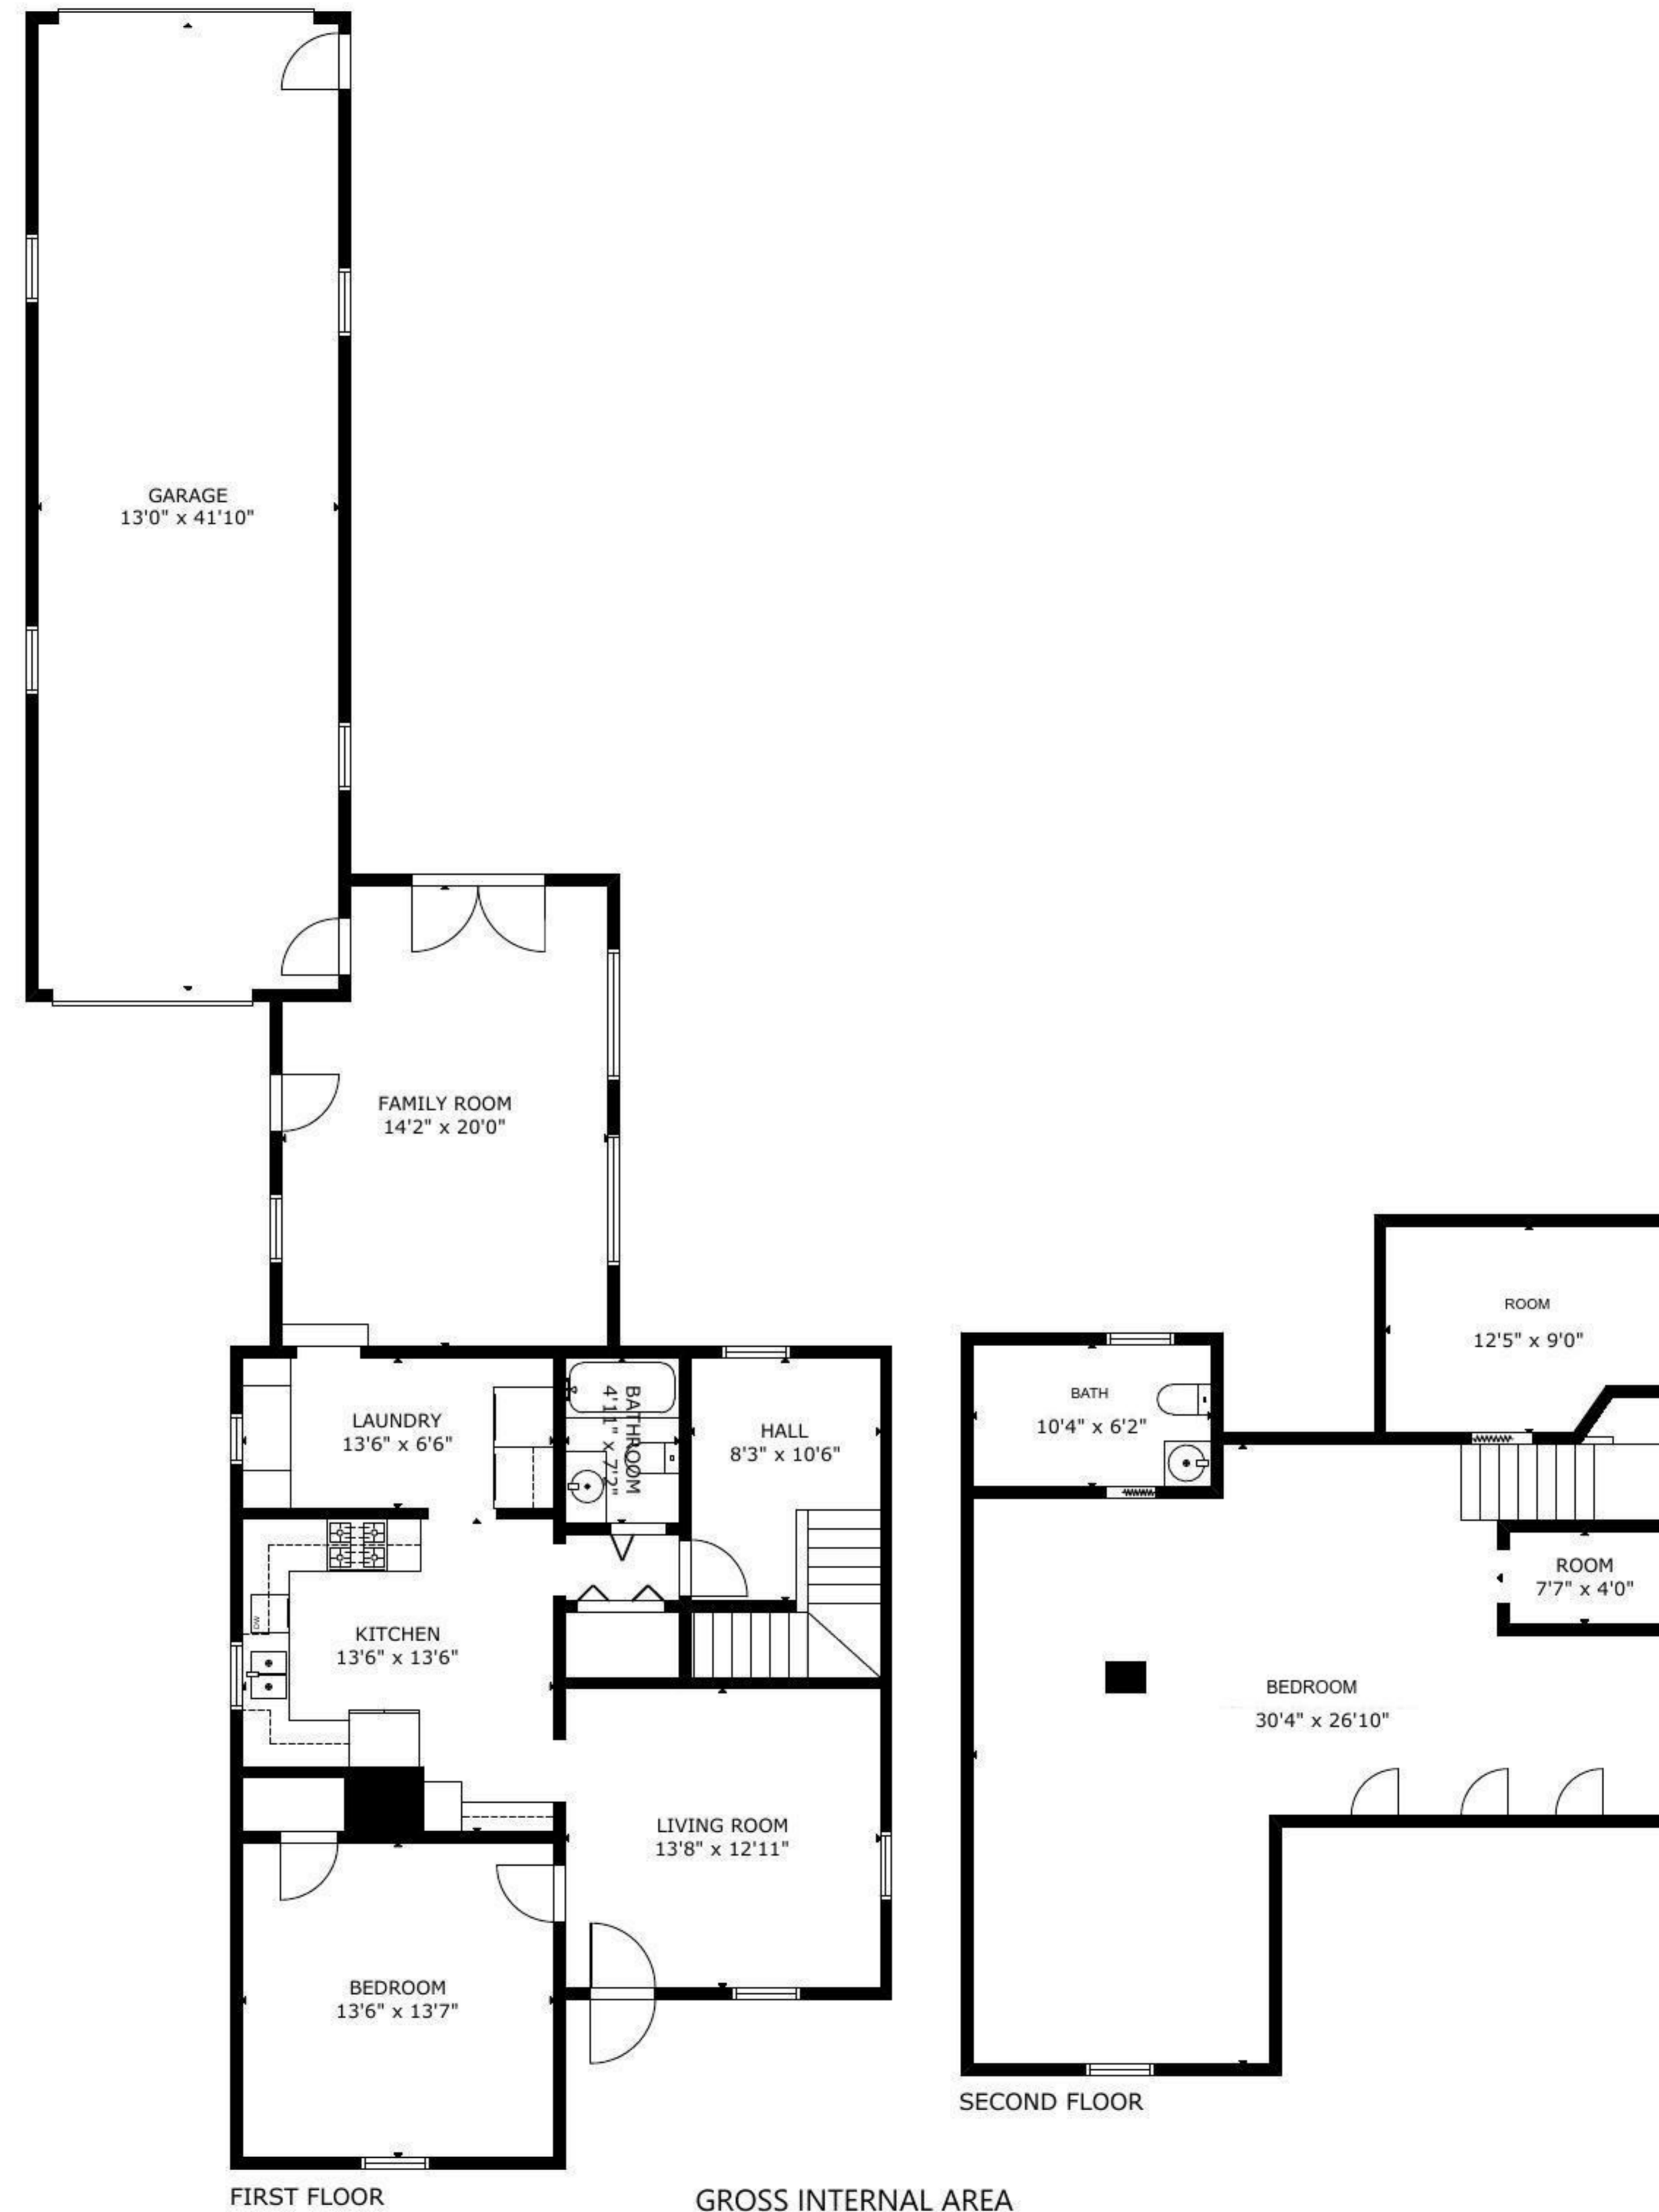 GARAGE
13'0" x 41'10"
FAMILY ROOM
14'2" x 20'0"
LAUNDRY
13'6" x 6'6"
BATHROOM
4'11" x 7'2"
HALL
8'3" x 10'6"
DW
KITCHEN
13'6" x 13'6"
LIVING ROOM
13'8" x 12'11"
BEDROOM
13'6" x 13'7"
FIRST FLOOR
ROOM
12'5" x 9'0"
BATH
10'4" x 6'2"
ROOM
7'7" x 4'0"
BEDROOM
30'4" x 26'10"
SECOND FLOOR
GROSS INTERNAL AREA